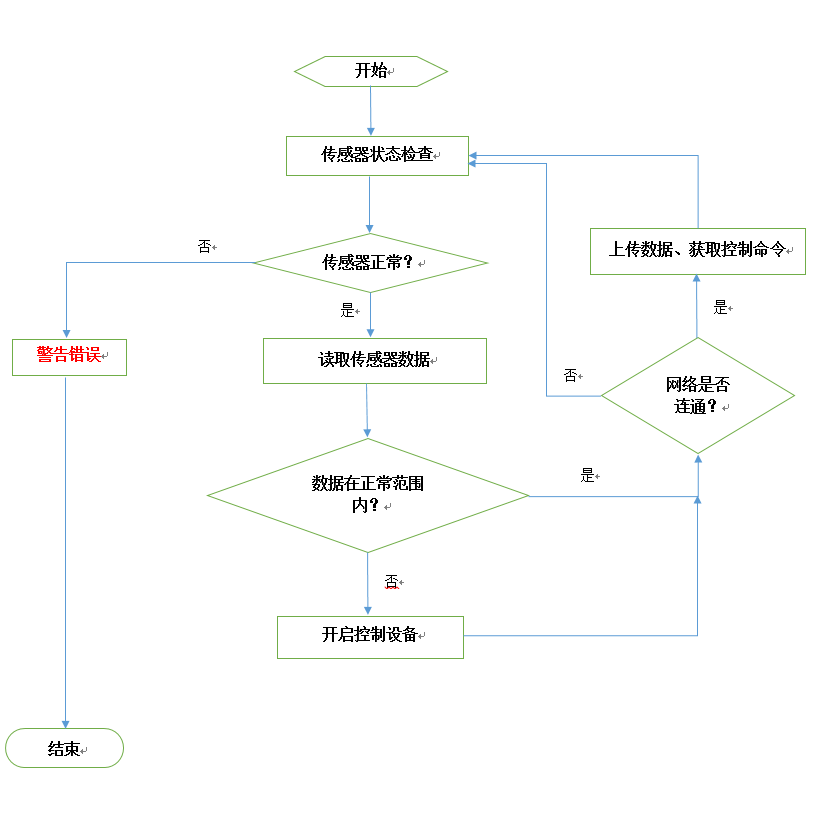 开始
传感器状态检查
否
传感器正常？
上传数据、获取控制命令
是
是
警告错误
读取传感器数据
否
网络是否
连通？
数据在正常范围
内？
是
否
开启控制设备
结束